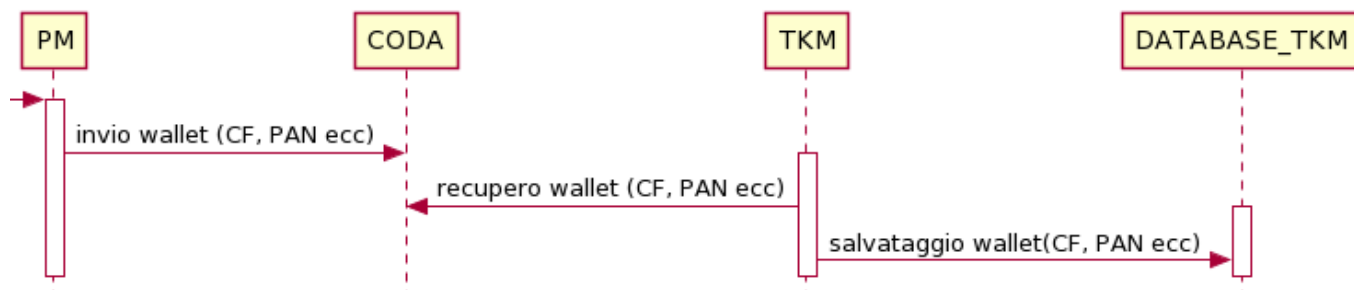 PM
CODA
TKM
DATABASE_TKM
invio wallet (CF, PAN ecc)
recupero wallet (CF, PAN ecc)
salvataggio wallet(CF, PAN ecc)